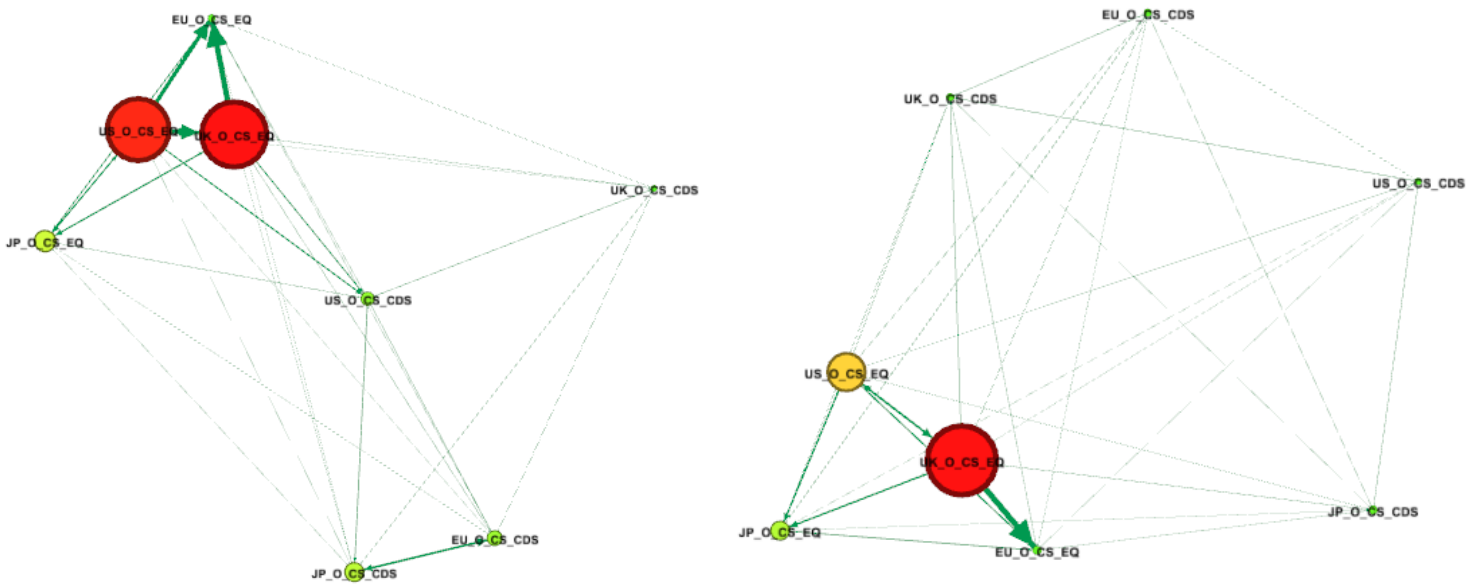 EU_O_CS_EQ
US_O_CS_EQ
UK_O_CS_EQ
UK_O_CS_CDS
JP_O_CS_EQ
US_O_CS_CDS
EU_O_CS_CDS
JP_O_CS_CDS
EU_O_CS_CDS
UK_O_CS_CDS
US_O_CS_CDS
US_O_CS_EQ
UK_O_CS_EQ
JP_O_CS_CDS
JP_O_CS_EQ
EU_O_CS_EQ